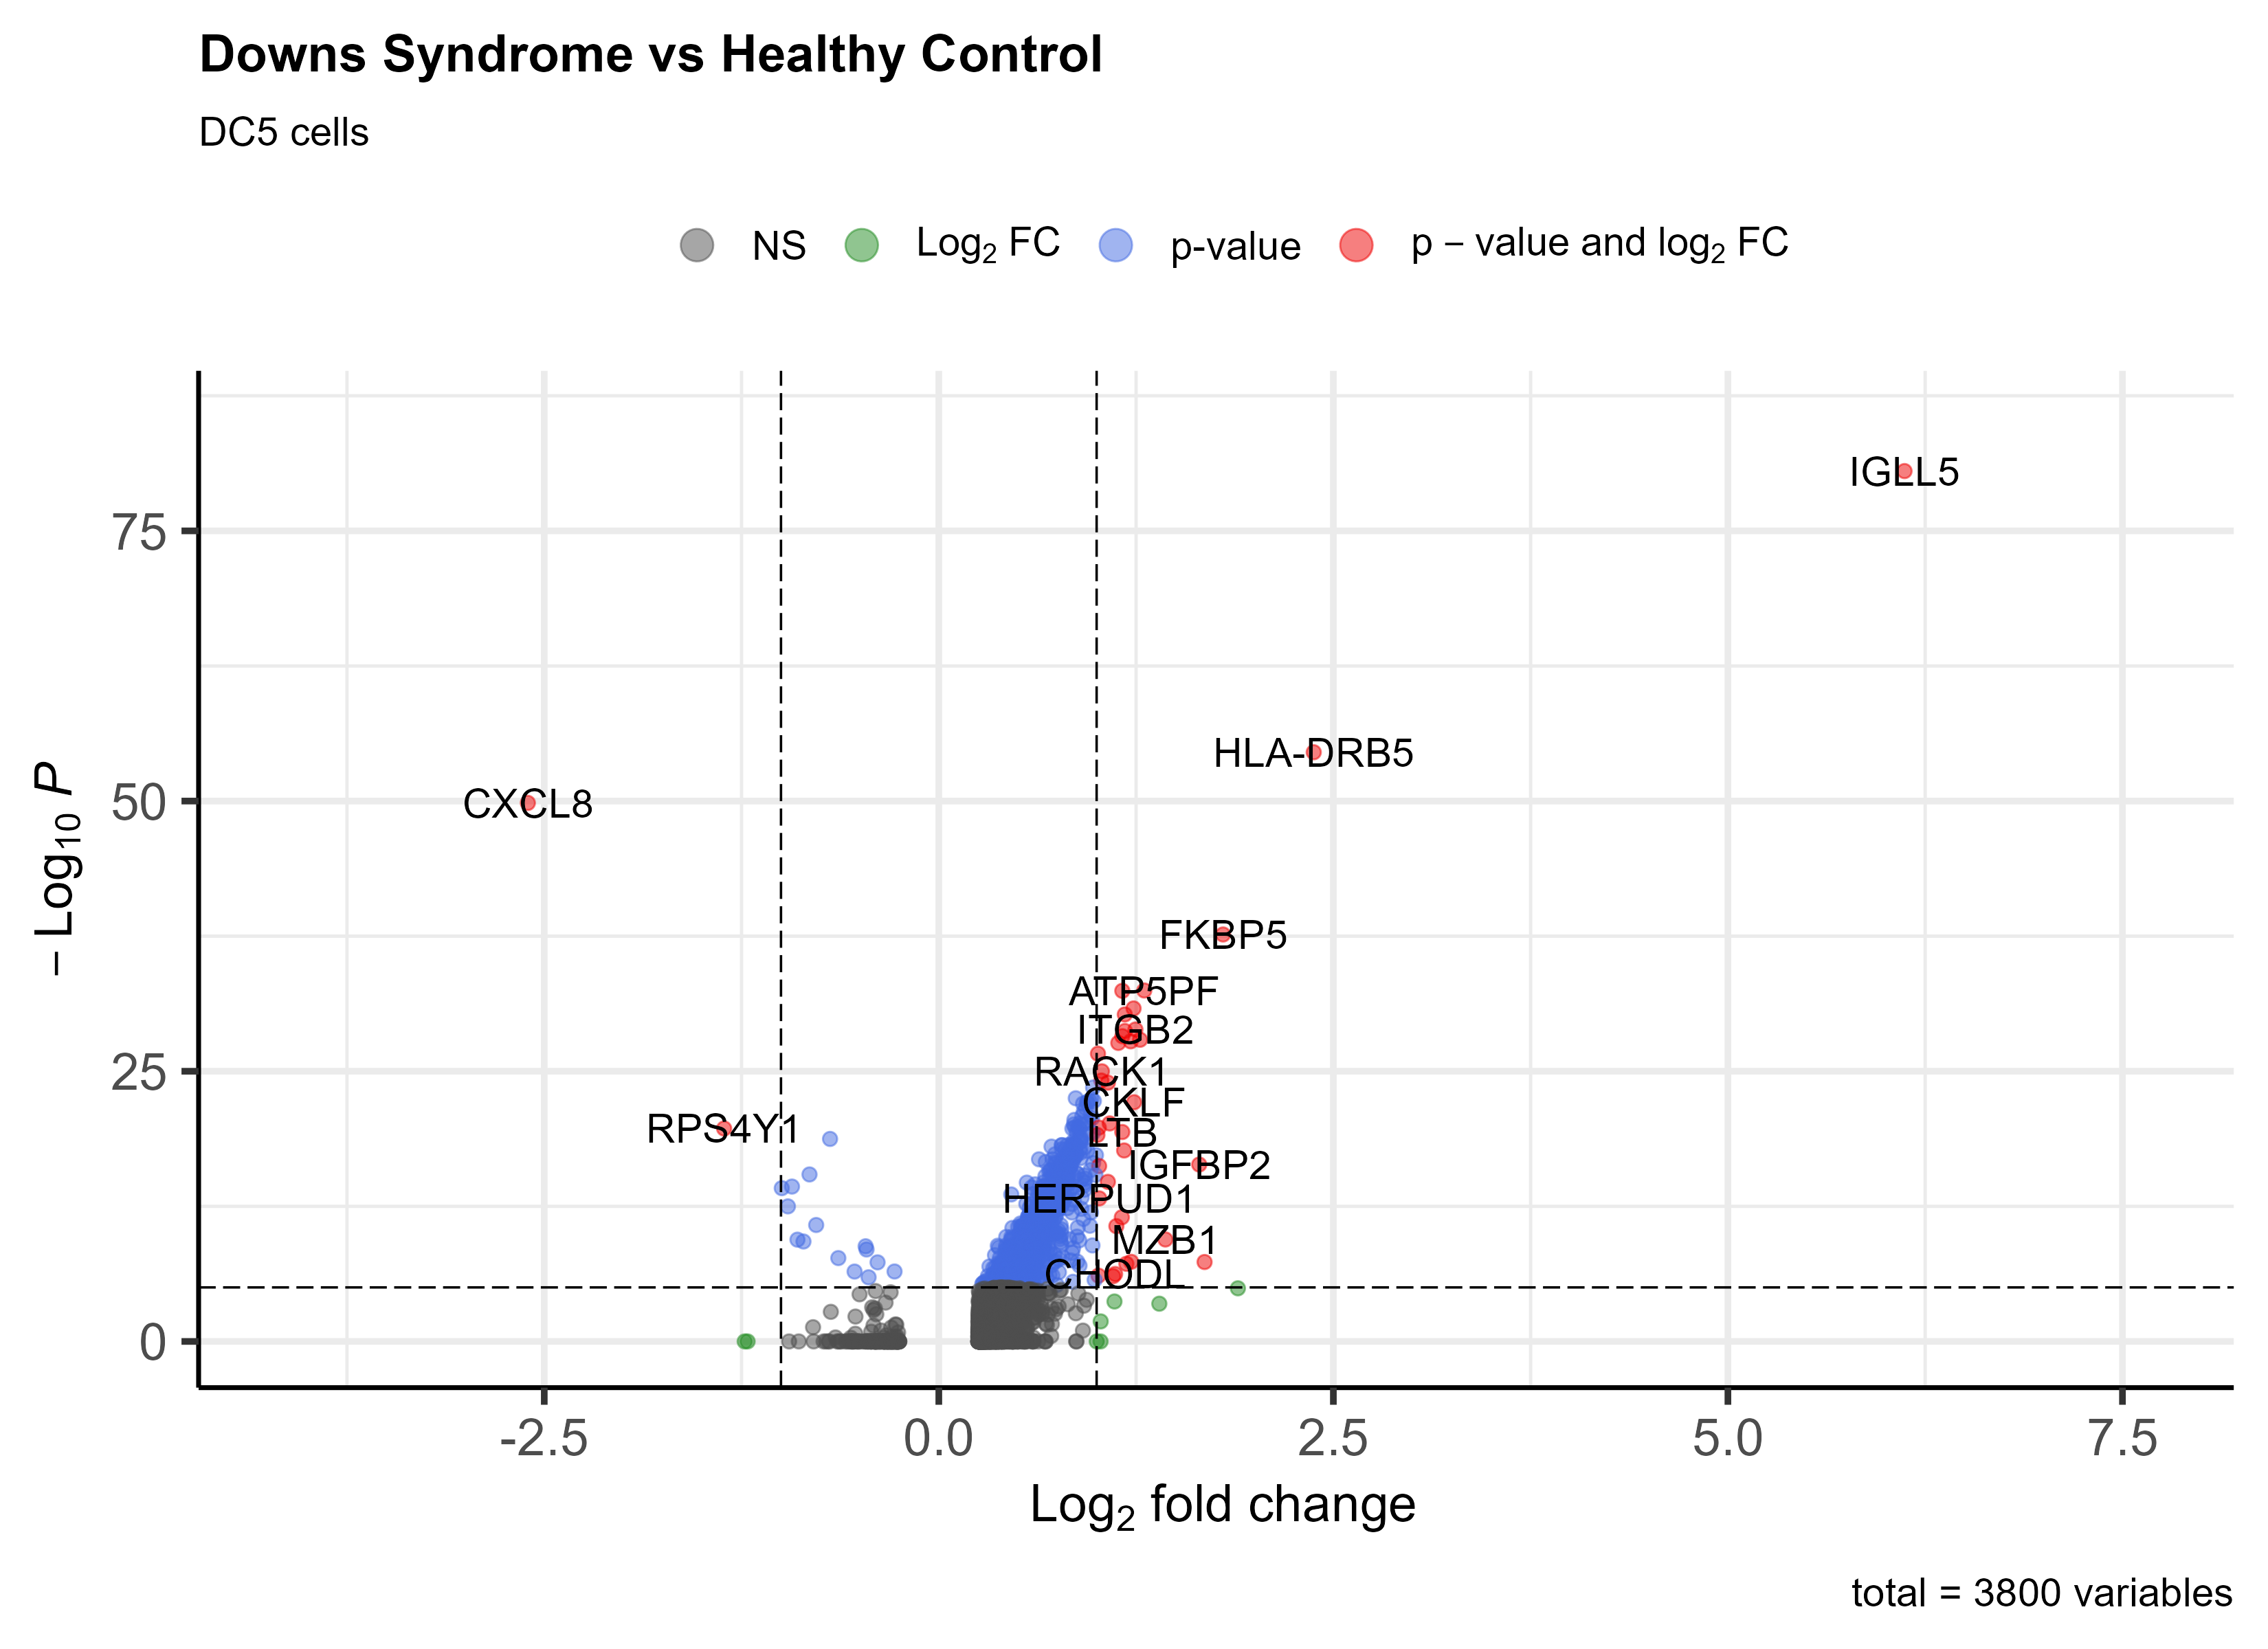 Downs Syndrome vs Healthy Control
DC5 cells
NS Log2 FC p-value p − value and log2 FC
IGLL5
75
HLA-DRB5
CXCL8
50
FKBP5
ATP5PF
ITGB2
25
RACK1
CKLF
RPS4Y1
LTB
IGFBP2
HERPUD1
MZB1
CHODL
0
− Log10 P
-2.5 0.0 2.5 5.0 7.5
Log2 fold change
total = 3800 variables